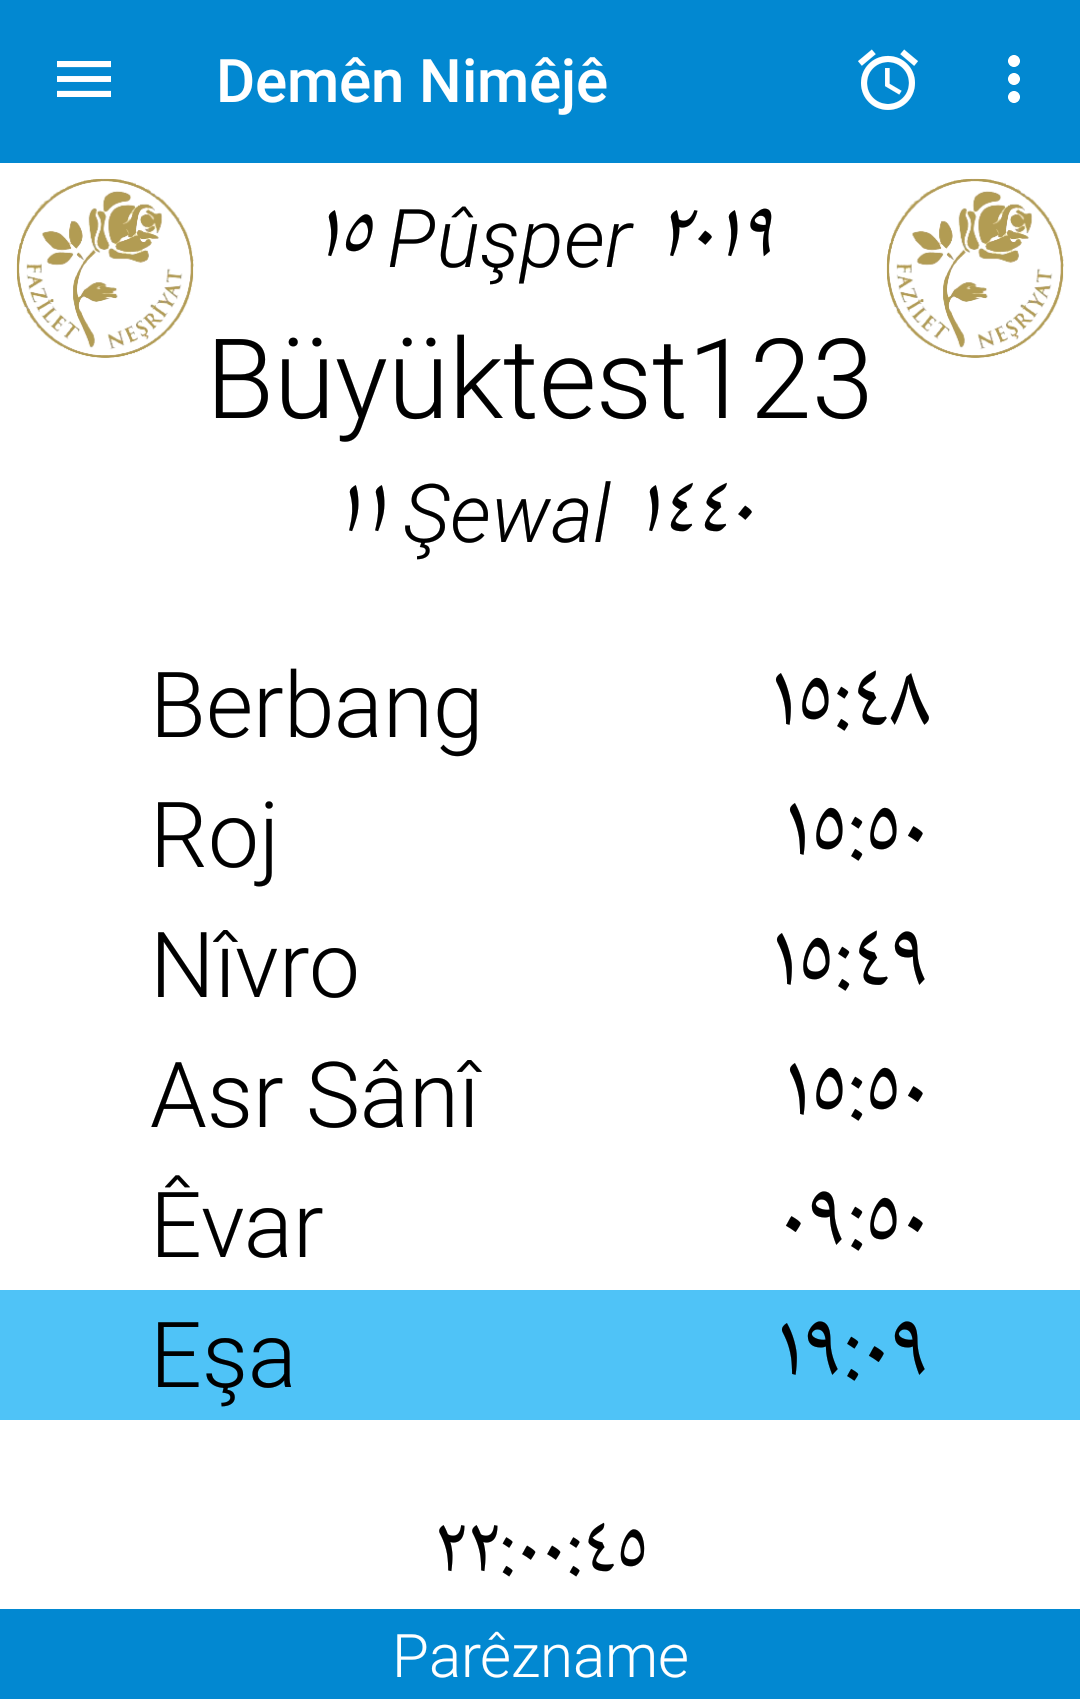 Demên Nimêjê
١٥ Pûşper ٢٠١٩
FAZİLET NEŞRİYAT
FAZİLET NEŞRİYAT
Büyüktest123
١١ Şewal ١٤٤٠
Berbang ١٥:٤٨
Roj ١٥:٥٠
Nîvro ١٥:٤٩
Asr Sânî ١٥:٥٠
Êvar ٠٩:٥٠
Eşa ١٩:٠٩
٢٢:٠٠:٤٥
Parêzname